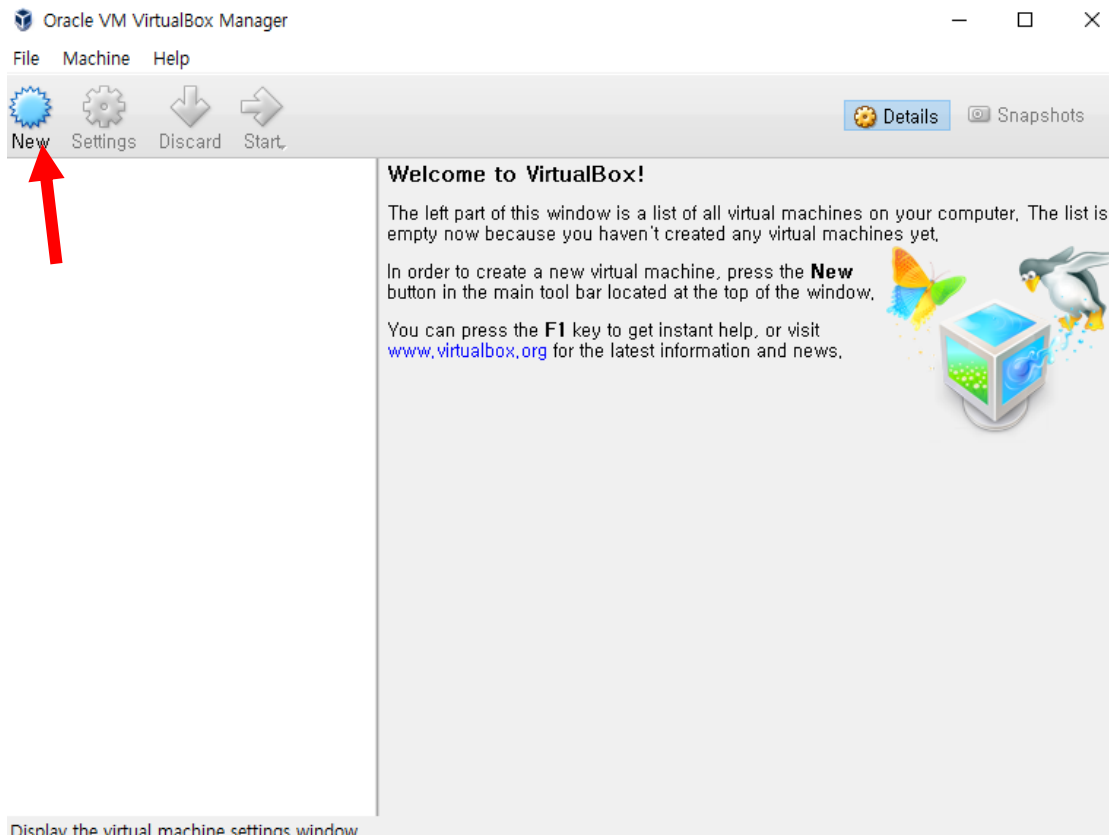 Oracle VM VirtualBox Manager
File Machine Help
New Settings Discard Start
Details Snapshots
Welcome to VirtualBox!
The left part of this window is a list of all virtual machines on your computer. The list is
empty now because you haven't created any virtual machines yet.
In order to create a new virtual machine, press the New
button in the main tool bar located at the top of the window.
You can press the F1 key to get instant help, or visit
www.virtualbox.org for the latest information and news.
Display the virtual machine settings window